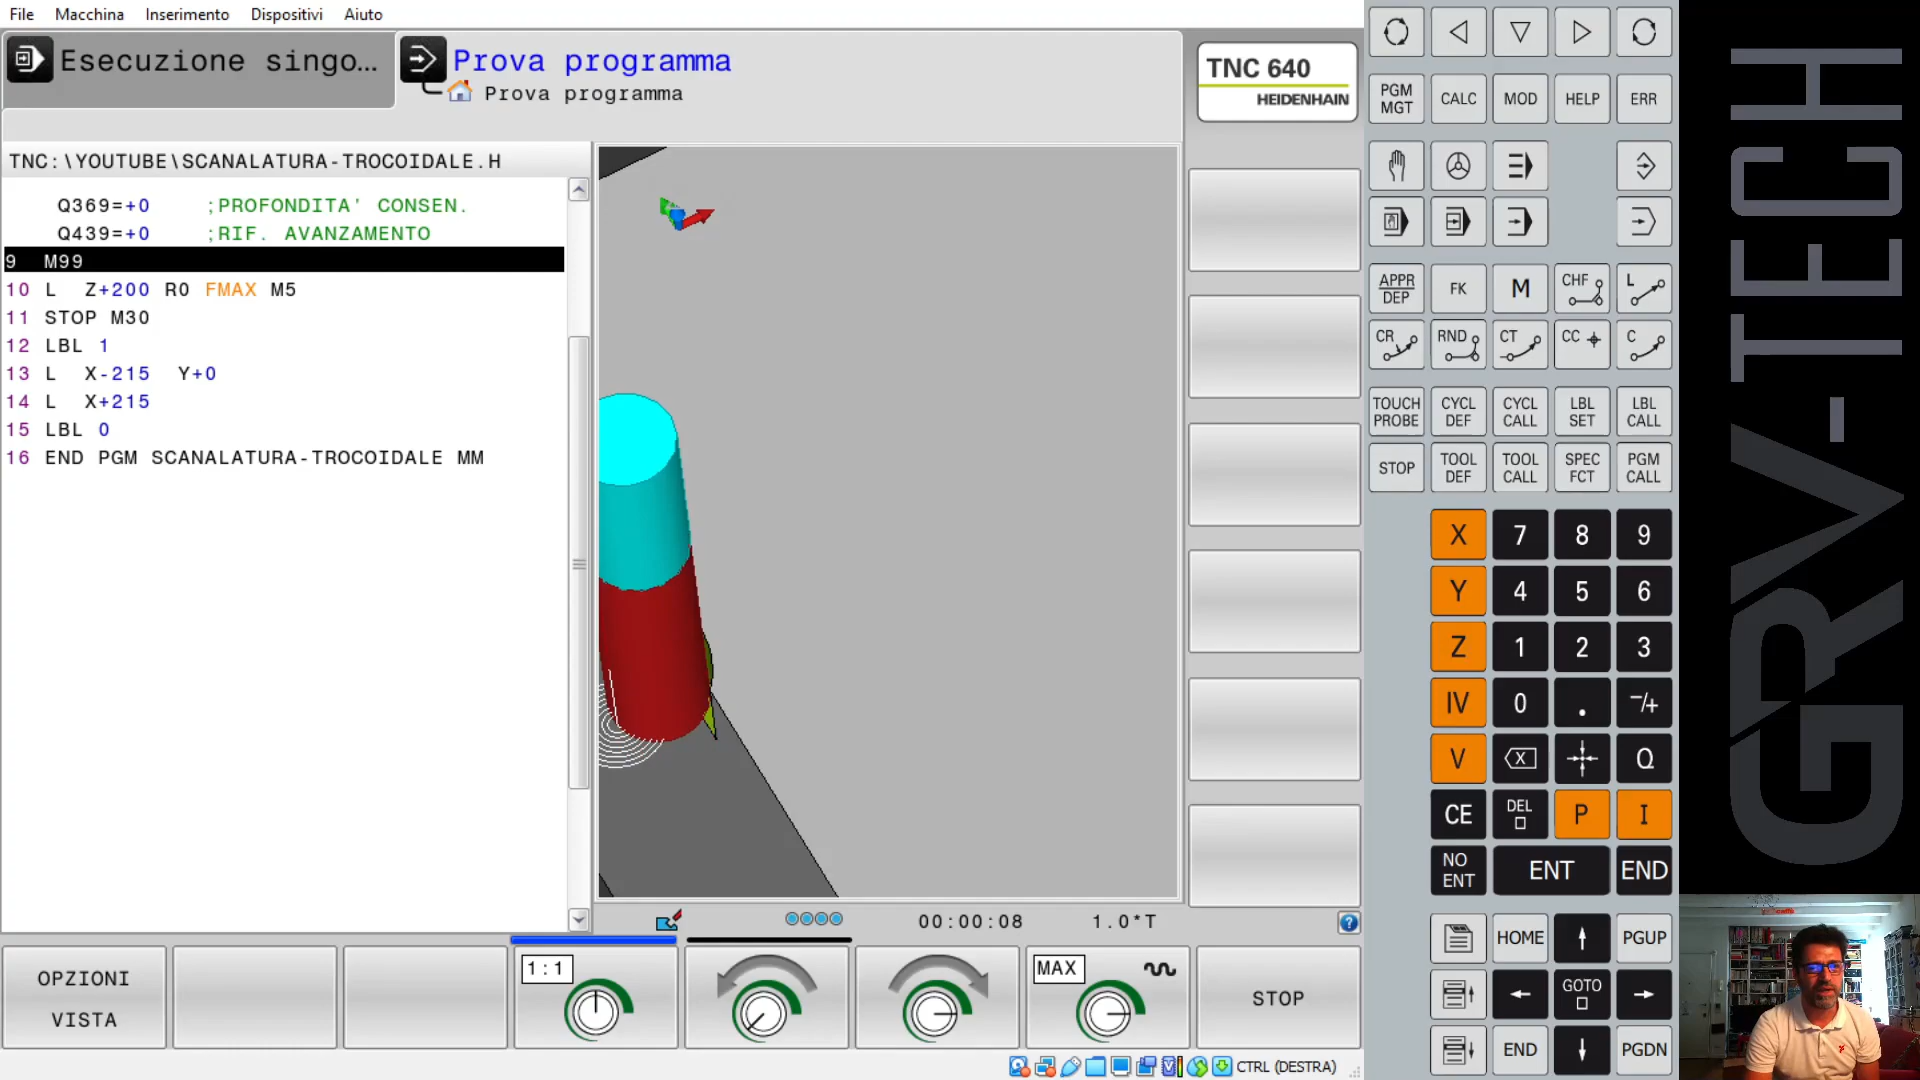 File Macchina Inserimento Dispositivi Aiuto
Esecuzione singo...
Prova programma
Prova programma
TNC 640
HEIDENHAIN
TNC:\YOUTUBE\SCANALATURA-TROCOIDALE.H
Q369=+0 ;PROFONDITA' CONSEN.
Q439=+0 ;RIF. AVANZAMENTO
9 M99
10 L Z+200 R0 FMAX M5
11 STOP M30
12 LBL 1
13 L X-215 Y+0
14 L X+215
15 LBL 0
16 END PGM SCANALATURA-TROCOIDALE MM
00:00:08 1.0*T
OPZIONI
VISTA
1:1
MAX
STOP
CTRL (DESTRA)
PGM MGT
CALC
MOD
HELP
ERR
APPR DEP
FK
M
CHF
L
CR
RND
CT
CC
C
TOUCH PROBE
CYCL DEF
CYCL CALL
LBL SET
LBL CALL
STOP
TOOL DEF
TOOL CALL
SPEC FCT
PGM CALL
X 7 8 9
Y 4 5 6
Z 1 2 3
IV 0 . −/+
V X Q
CE
DEL
P
I
NO ENT
ENT
END
HOME
PGUP
GOTO
END
PGDN
GRV-TECH